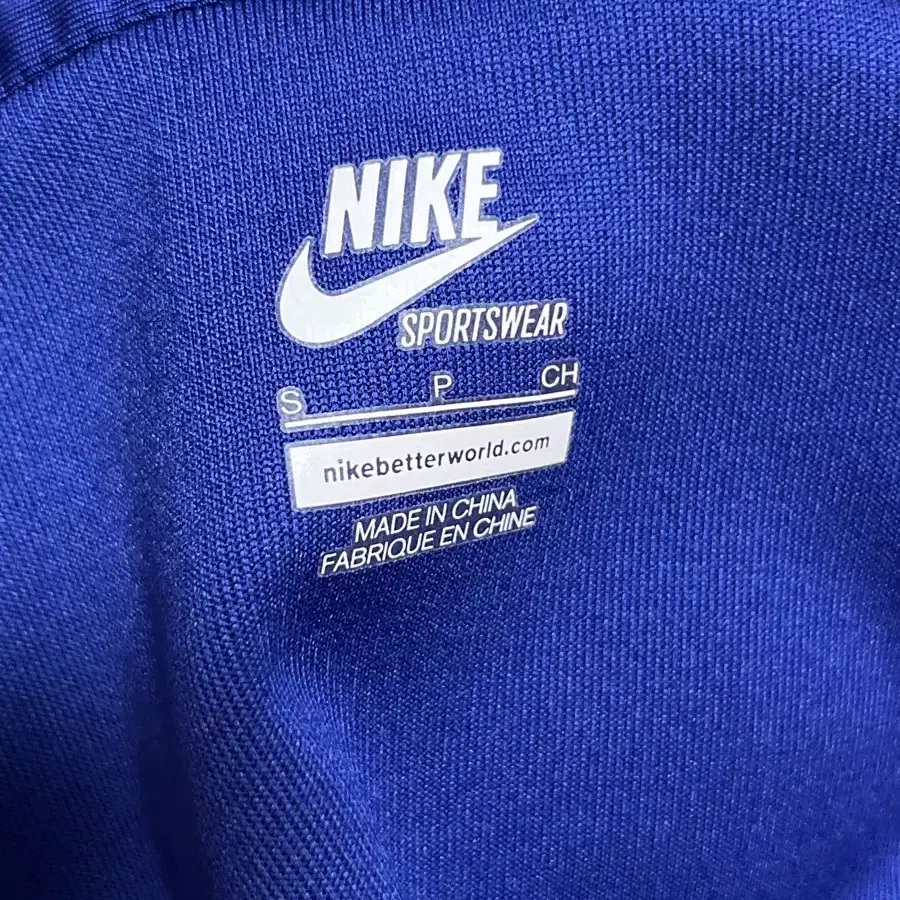 NIKE
SPORTSWEAR
S P CH
nikebetterworld.com
MADE IN CHINA
FABRIQUE EN CHINE